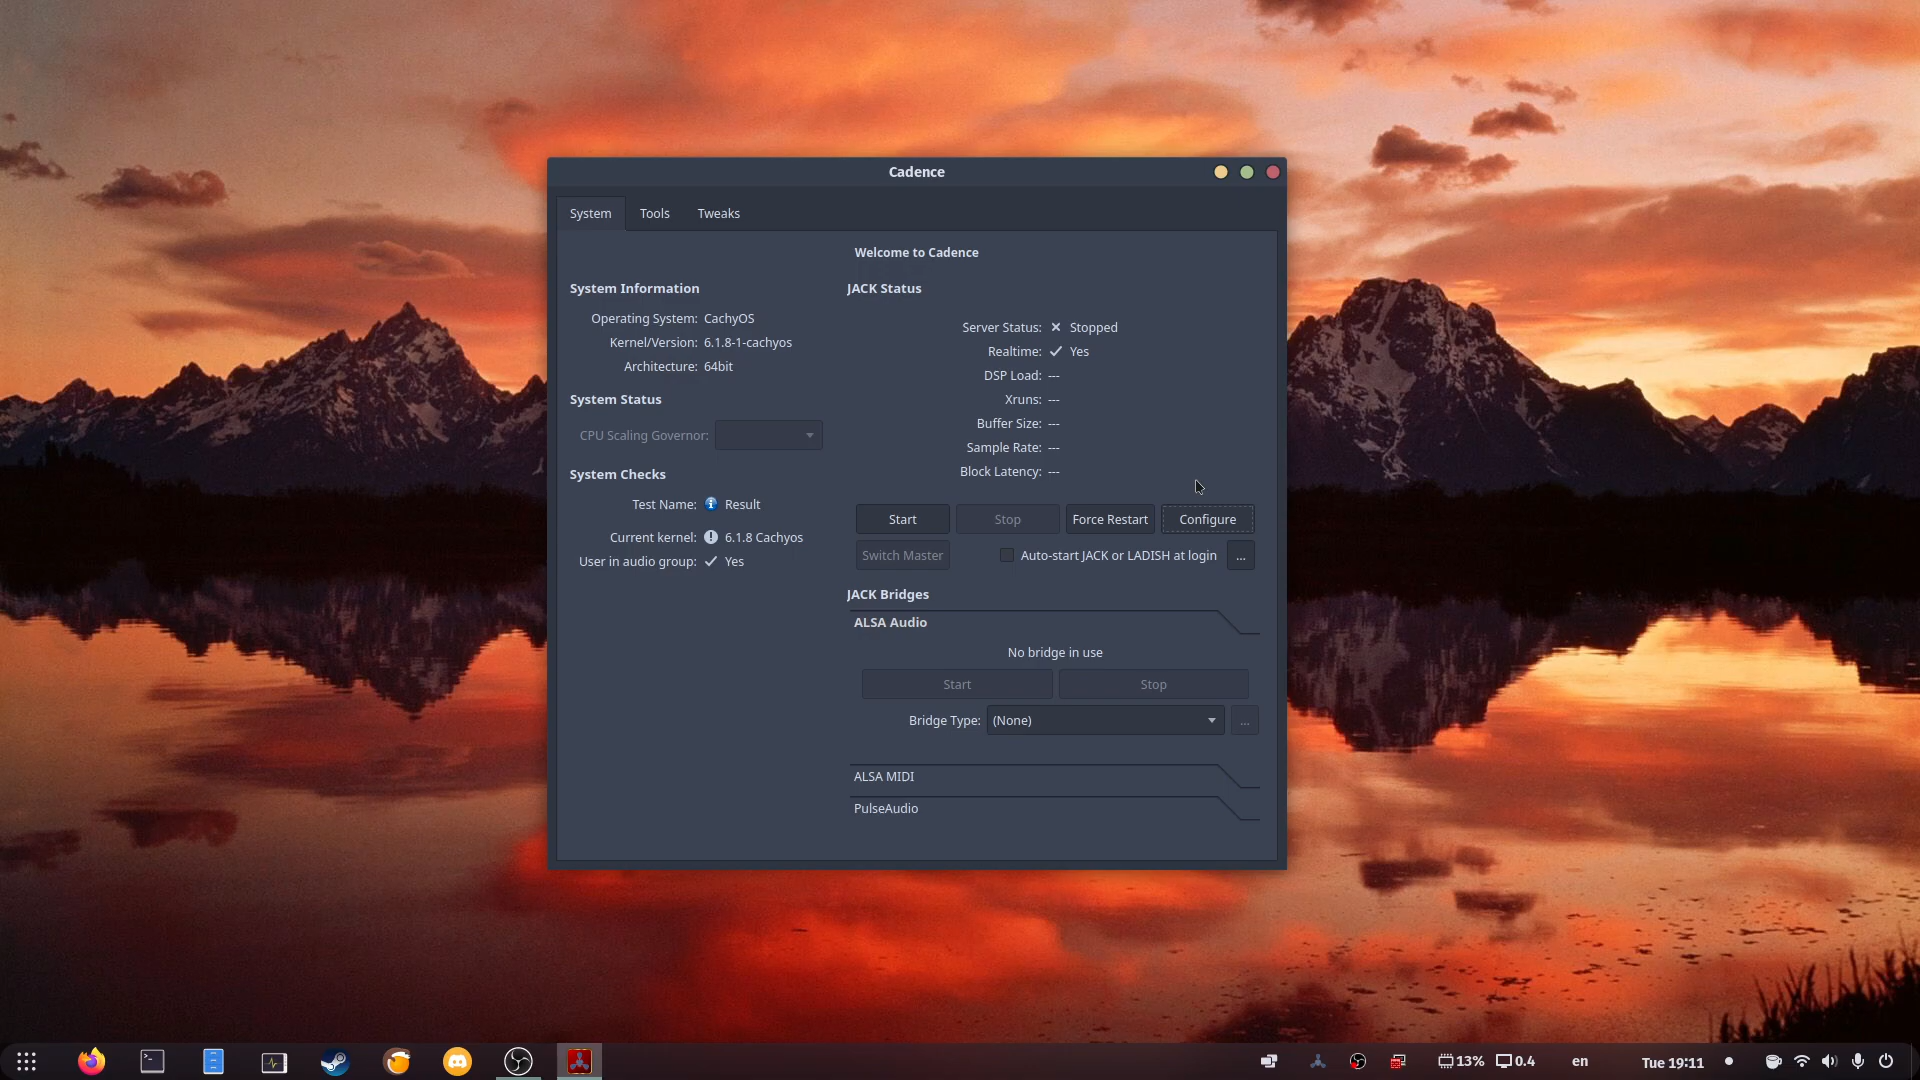 Cadence
System
Tools
Tweaks
Welcome to Cadence
System Information
Operating System: CachyOS
Kernel/Version: 6.1.8-1-cachyos
Architecture: 64bit
System Status
CPU Scaling Governor:
System Checks
Test Name: Result
Current kernel: 6.1.8 Cachyos
User in audio group: Yes
JACK Status
Server Status: Stopped
Realtime: Yes
DSP Load: ---
Xruns: ---
Buffer Size: ---
Sample Rate: ---
Block Latency: ---
Start Stop Force Restart Configure
Switch Master Auto-start JACK or LADISH at login ...
JACK Bridges
ALSA Audio
No bridge in use
Start Stop
Bridge Type: (None) ...
ALSA MIDI
PulseAudio
13% 0.4 en Tue 19:11